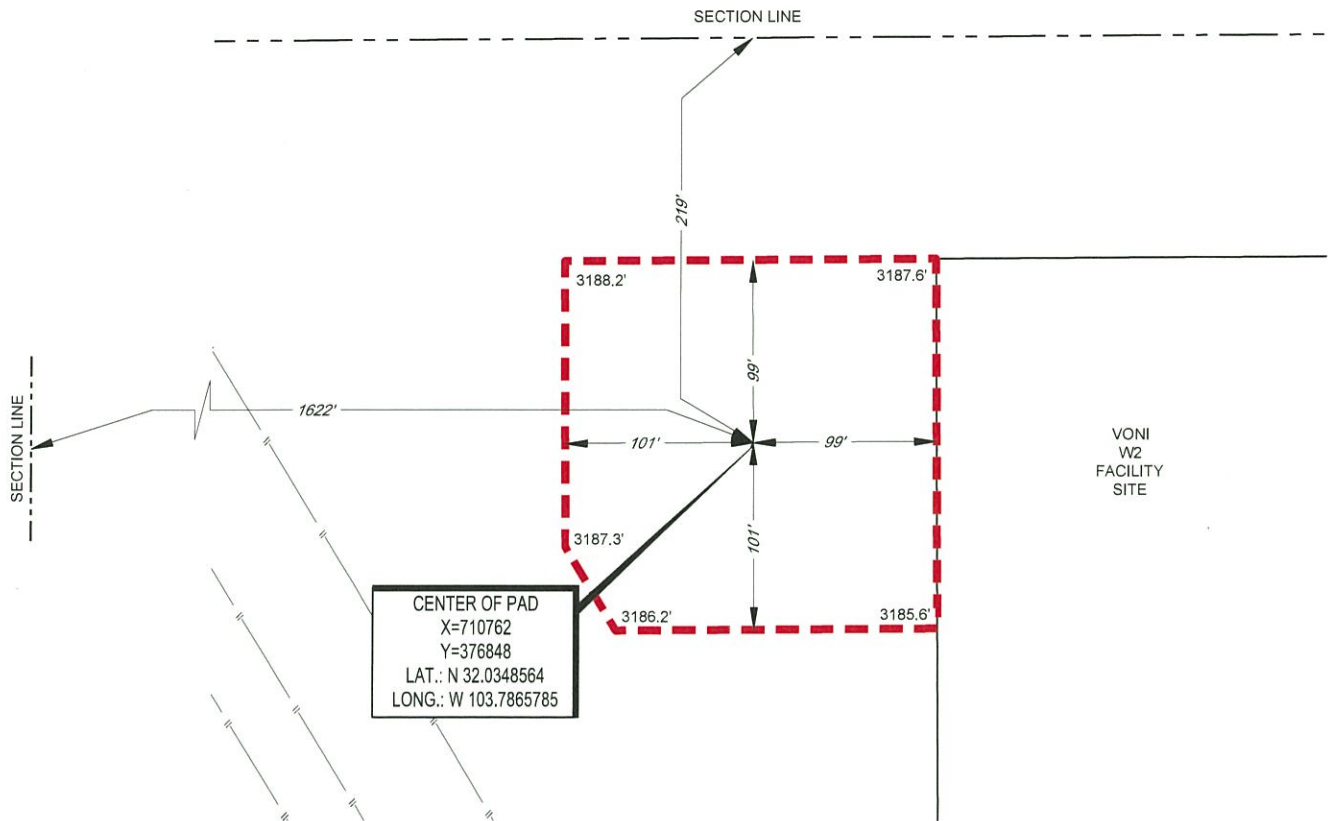 SECTION LINE
219'
3188.2'
3187.6'
99'
1622'
SECTION LINE
101'
99'
VONI
W2
FACILITY
SITE
101'
3187.3'
3186.2'
3185.6'
CENTER OF PAD
X=710762
Y=376848
LAT.: N 32.0348564
LONG.: W 103.7865785